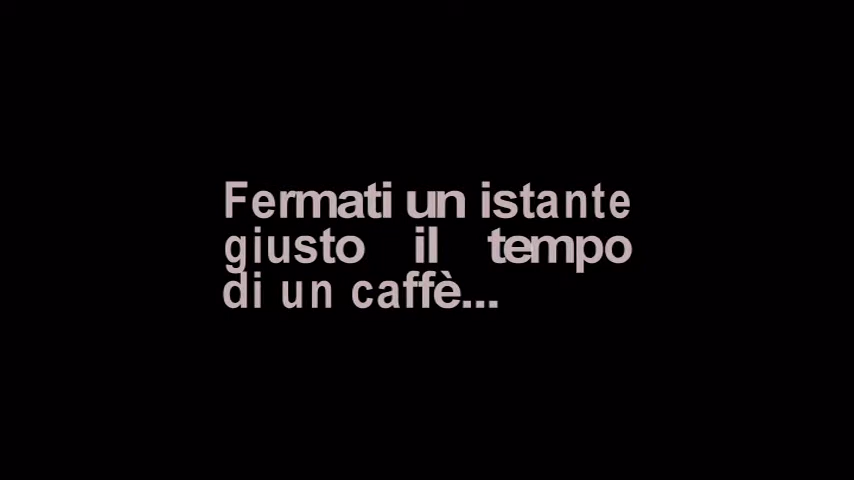 Fermati un istante
giusto il tempo
di un caffè...